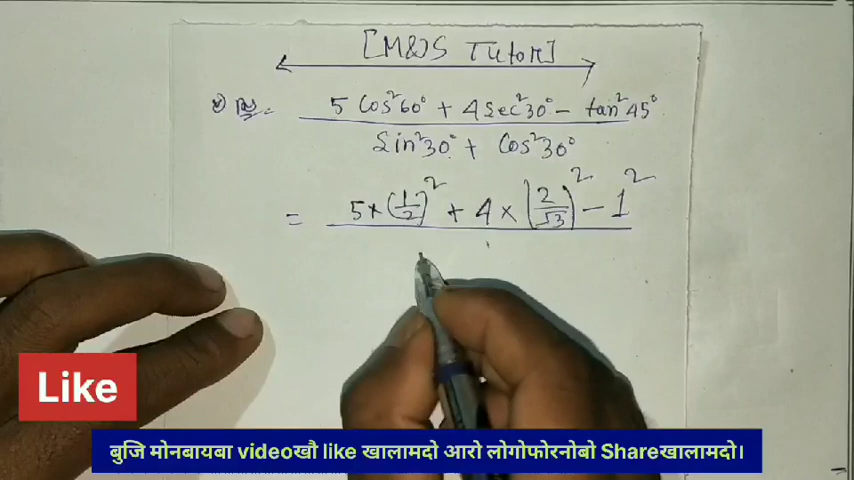 [M&S Tutor]
v) 5 Cos²60° + 4 Sec²30° - tan²45°
Sin²30° + Cos²30°
= 5×(1/2)² + 4×(2/√3)² - 1²
Like
बुजि मोनबायबा videoखौ like खालामदो आरो लोगोफोरनोबो Shareखालामदो।